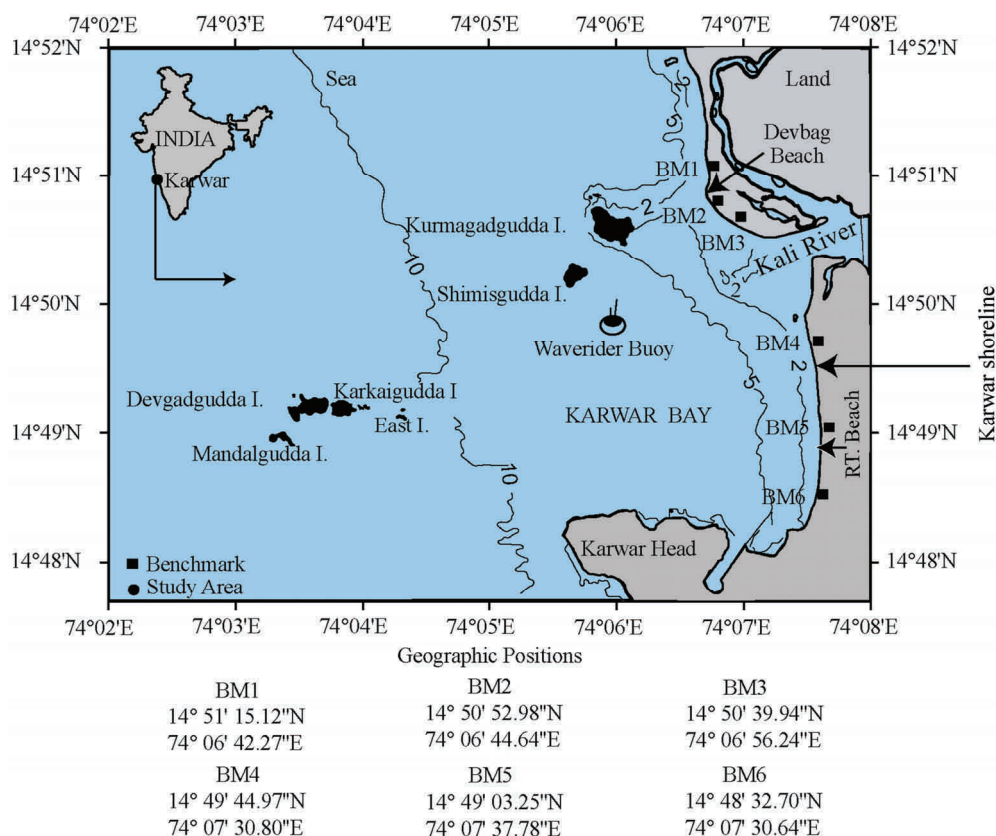 74°02'E 74°03'E 74°04'E 74°05'E 74°06'E 74°07'E 74°08'E
14°52'N 14°52'N
Sea
Land
2
5
INDIA
Devbag
Beach
Karwar
14°51'N 14°51'N
BM1
2
BM2
Kurmagadgudda I.
BM3
Kali River
10
Shimisgudda I.
2
14°50'N 14°50'N
BM4
Waverider Buoy
2
5
Karwar shoreline
Devgadgudda I.
Karkaigudda I
KARWAR BAY
East I.
BM5
RT. Beach
14°49'N 14°49'N
Mandalgudda I.
10
BM6
Karwar Head
14°48'N 14°48'N
Benchmark
Study Area
74°02'E 74°03'E 74°04'E 74°05'E 74°06'E 74°07'E 74°08'E
Geographic Positions
BM1 BM2 BM3
14° 51' 15.12"N 14° 50' 52.98"N 14° 50' 39.94"N
74° 06' 42.27"E 74° 06' 44.64"E 74° 06' 56.24"E
BM4 BM5 BM6
14° 49' 44.97"N 14° 49' 03.25"N 14° 48' 32.70"N
74° 07' 30.80"E 74° 07' 37.78"E 74° 07' 30.64"E